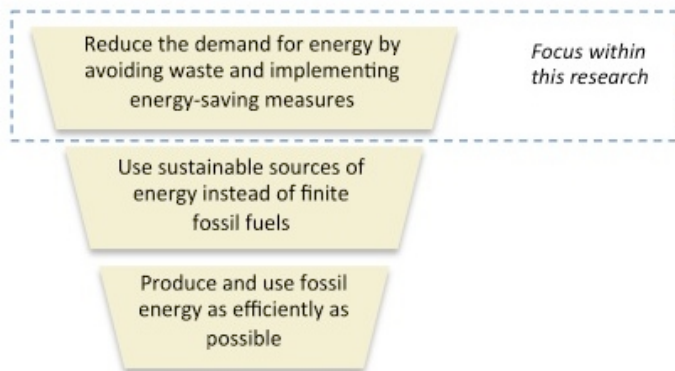 Reduce the demand for energy by
avoiding waste and implementing
energy-saving measures
Focus within
this research
Use sustainable sources of
energy instead of finite
fossil fuels
Produce and use fossil
energy as efficiently as
possible